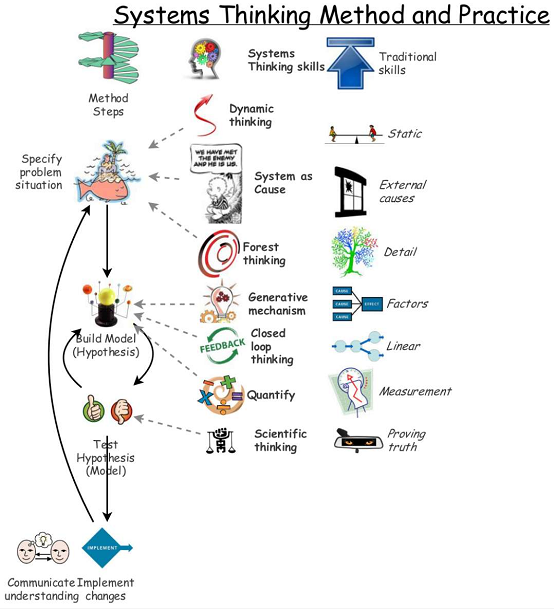 Systems Thinking Method and Practice
Method
Steps
Systems
Thinking skills
Traditional
skills
Dynamic
thinking
Static
Specify
problem
situation
WE HAVE MET
THE ENEMY
AND HE IS US.
System as
Cause
External
causes
Forest
thinking
Detail
Build Model
(Hypothesis)
Generative
mechanism
CAUSE
CAUSE
CAUSE
EFFECT
Factors
FEEDBACK
Closed
loop
thinking
Linear
Quantify
Measurement
Test
Hypothesis
(Model)
Scientific
thinking
Proving
truth
IMPLEMENT
Communicate
understanding
Implement
changes